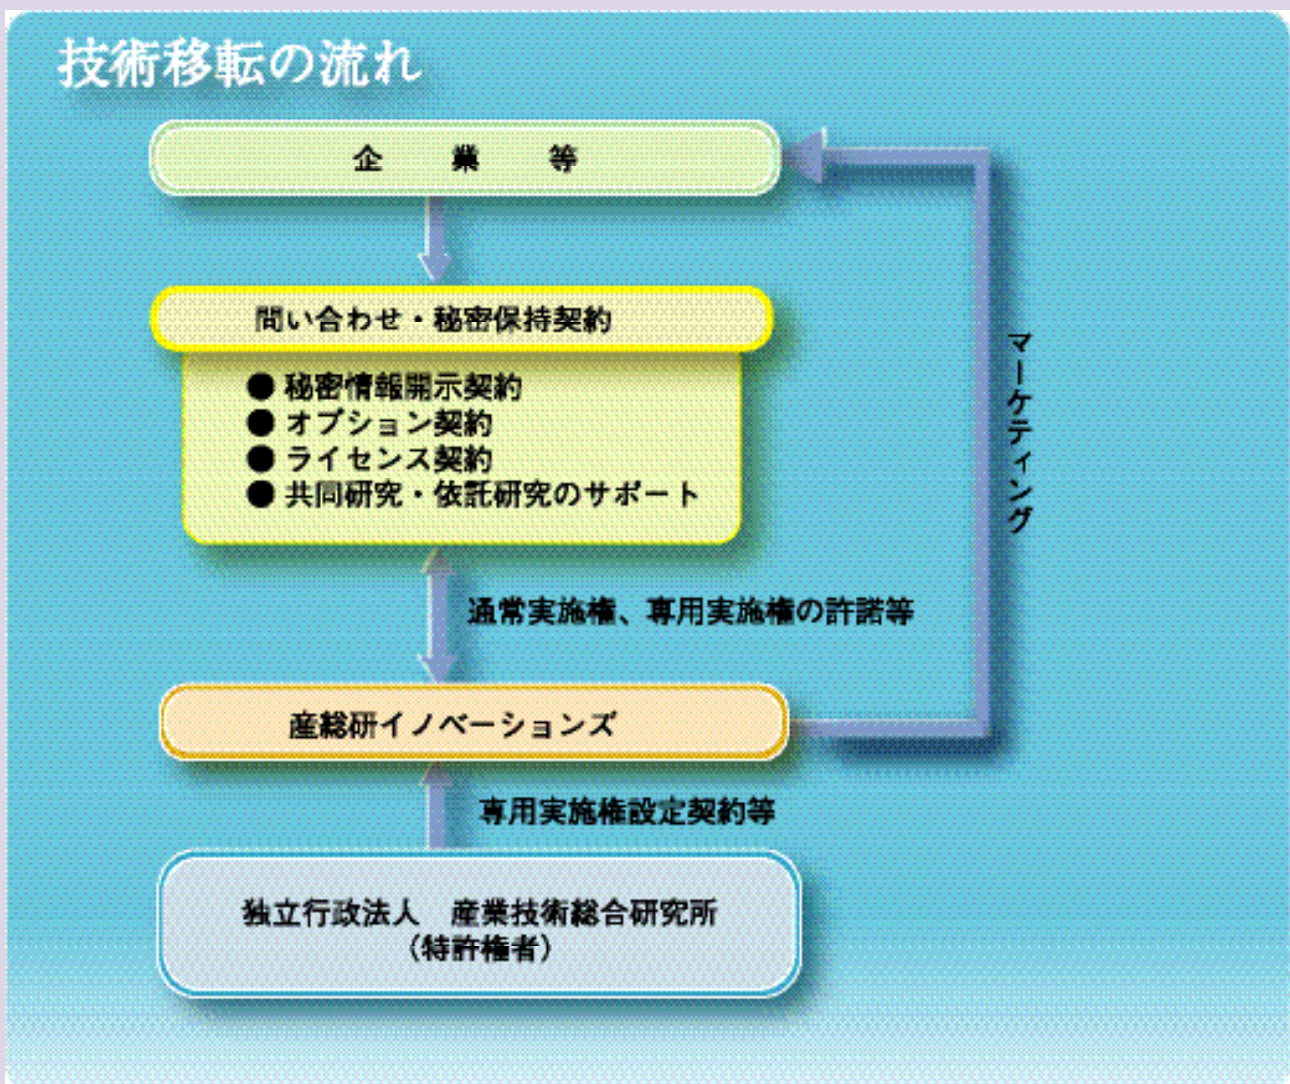 技術移転の流れ
企　業　等
問い合わせ・秘密保持契約
● 秘密情報開示契約
● オプション契約
● ライセンス契約
● 共同研究・依託研究のサポート
マーケティング
通常実施権、専用実施権の許諾等
産総研イノベーションズ
専用実施権設定契約等
独立行政法人　産業技術総合研究所
（特許権者）